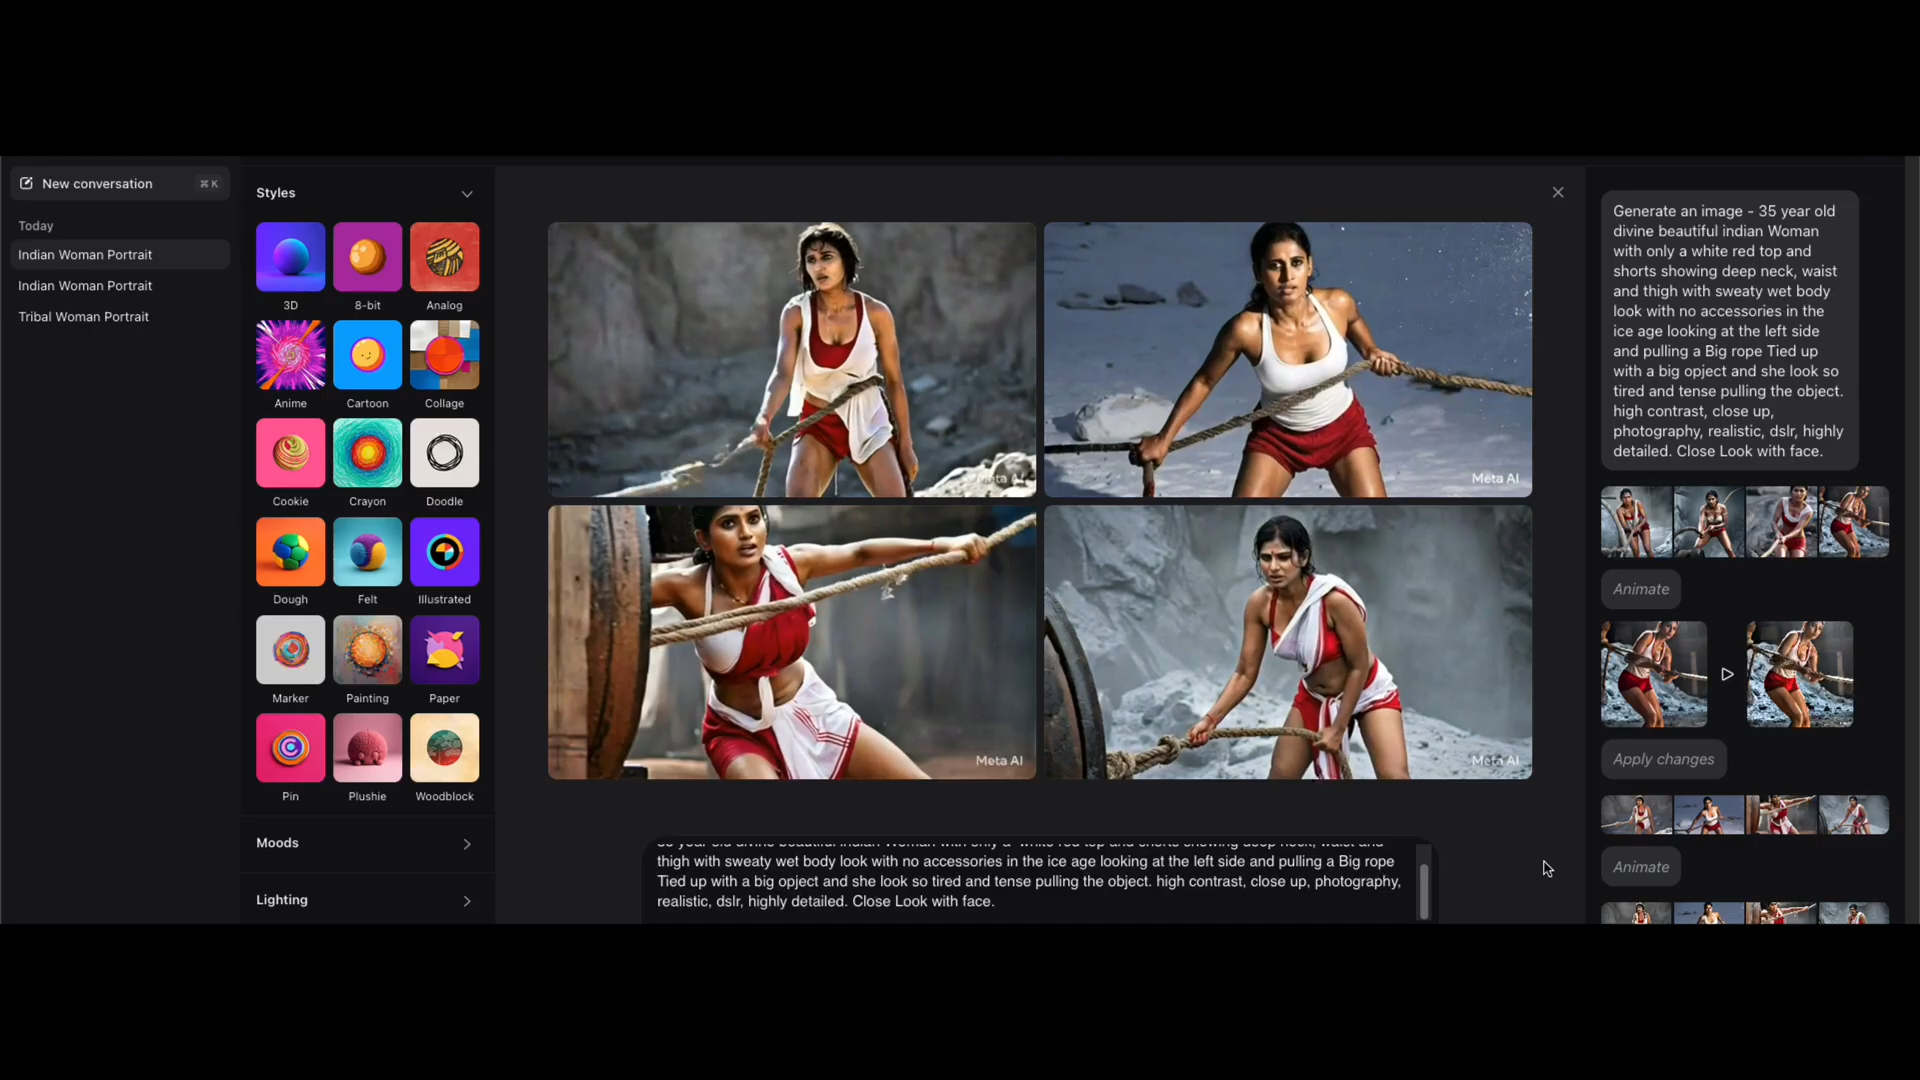 New conversation
⌘ K
Today
Indian Woman Portrait
Indian Woman Portrait
Tribal Woman Portrait
Styles
3D
8-bit
Analog
Anime
Cartoon
Collage
Cookie
Crayon
Doodle
Dough
Felt
Illustrated
Marker
Painting
Paper
Pin
Plushie
Woodblock
Moods
Lighting
Meta AI
Meta AI
Meta AI
Meta AI
thigh with sweaty wet body look with no accessories in the ice age looking at the left side and pulling a Big rope
Tied up with a big opject and she look so tired and tense pulling the object. high contrast, close up, photography,
realistic, dslr, highly detailed. Close Look with face.
Generate an image - 35 year old
divine beautiful indian Woman
with only a white red top and
shorts showing deep neck, waist
and thigh with sweaty wet body
look with no accessories in the
ice age looking at the left side
and pulling a Big rope Tied up
with a big opject and she look so
tired and tense pulling the object.
high contrast, close up,
photography, realistic, dslr, highly
detailed. Close Look with face.
Animate
Apply changes
Animate